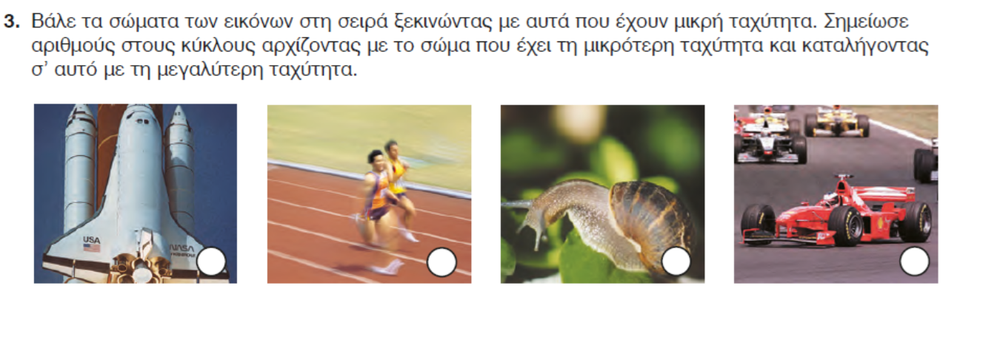 3. Βάλε τα σώματα των εικόνων στη σειρά ξεκινώντας με αυτά που έχουν μικρή ταχύτητα. Σημείωσε
αριθμούς στους κύκλους αρχίζοντας με το σώμα που έχει τη μικρότερη ταχύτητα και καταλήγοντας
σ' αυτό με τη μεγαλύτερη ταχύτητα.
USA
NASA